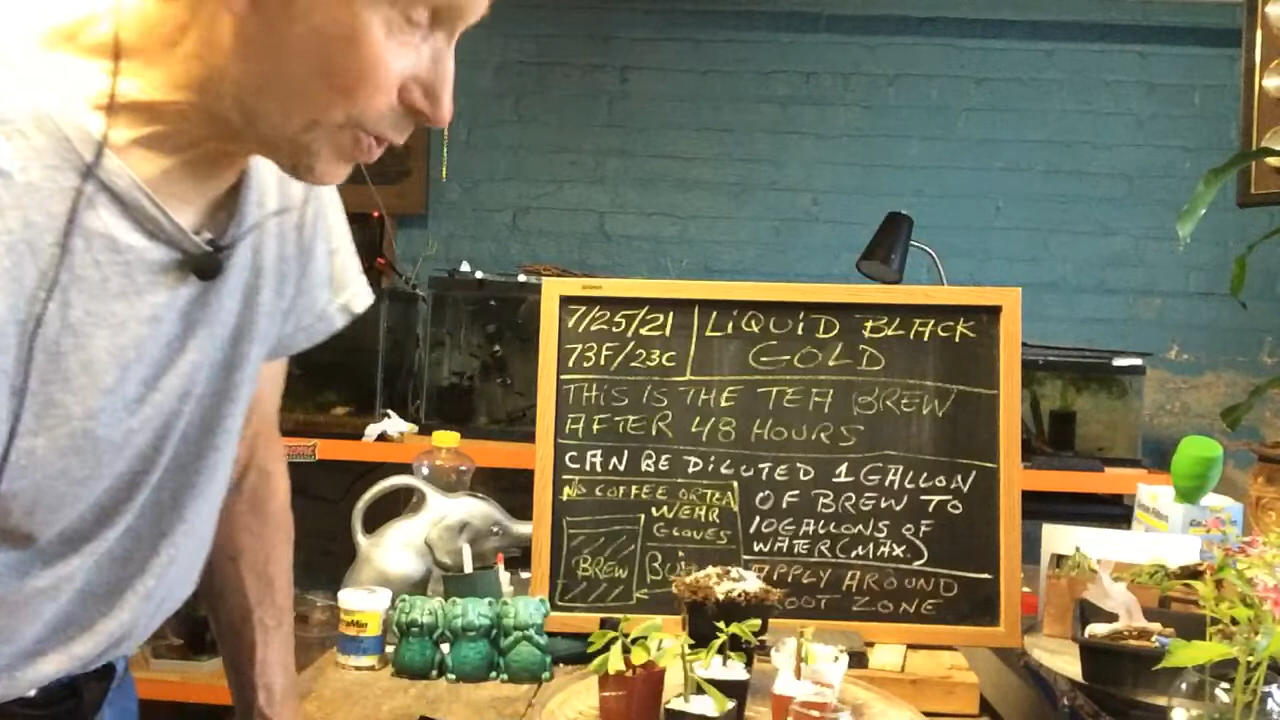 7/25/21
73F/23C
LIQUID BLACK
GOLD
THIS IS THE TEA BREW
AFTER 48 HOURS
CAN BE DILUTED 1 GALLON
OF BREW TO
10 GALLONS OF
WATER (MAX.)
NO COFFEE OR TEA
WEAR
GLOVES
BREW
APPLY AROUND
ROOT ZONE